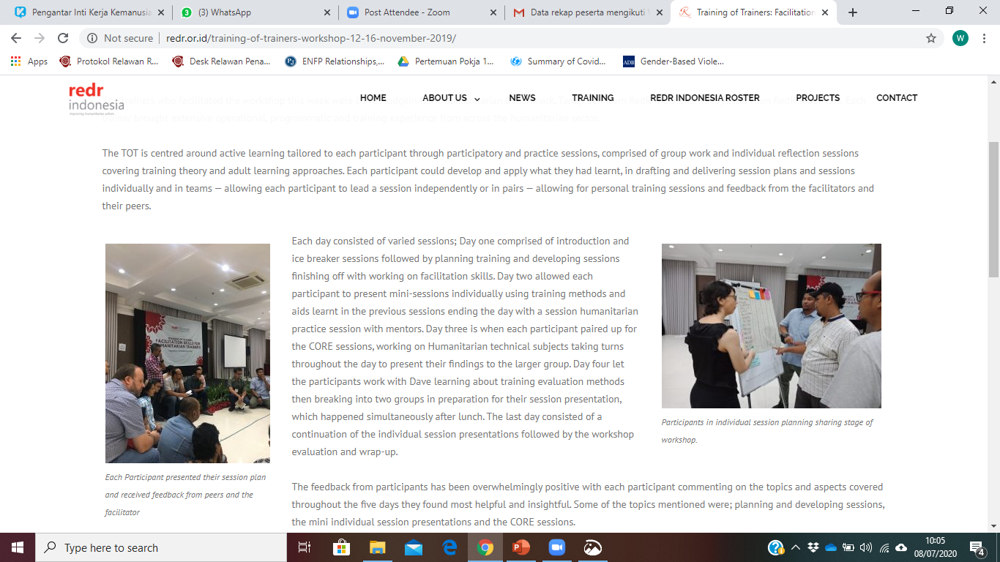 Pengantar Inti Kerja Kemanusia
(3) WhatsApp
Post Attendee - Zoom
Data rekap peserta mengikuti
Training of Trainers: Facilitation
Not secure
redr.or.id/training-of-trainers-workshop-12-16-november-2019/
W
Apps
Protokol Relawan R...
Desk Relawan Pena...
ENFP Relationships,...
Pertemuan Pokja 1...
Summary of Covid...
ADB
Gender-Based Viole...
redr
indonesia
improving humanitarian action
HOME
ABOUT US
NEWS
TRAINING
REDR INDONESIA ROSTER
PROJECTS
CONTACT
trainers who facilitated the workshop this week were
trainer brought extensive operational, programmatic and training experience from across the humanitarian sector.
The TOT is centred around active learning tailored to each participant through participatory and practice sessions, comprised of group work and individual reflection sessions
covering training theory and adult learning approaches. Each participant could develop and apply what they had learnt, in drafting and delivering session plans and sessions
individually and in teams — allowing each participant to lead a session independently or in pairs — allowing for personal training sessions and feedback from the facilitators and
their peers.
FACILITATION SKILLS FOR
HUMANITARIAN TRAINERS
Each Participant presented their session plan
and received feedback from peers and the
facilitator
Each day consisted of varied sessions; Day one comprised of introduction and
ice breaker sessions followed by planning training and developing sessions
finishing off with working on facilitation skills. Day two allowed each
participant to present mini-sessions individually using training methods and
aids learnt in the previous sessions ending the day with a session humanitarian
practice session with mentors. Day three is when each participant paired up for
the CORE sessions, working on Humanitarian technical subjects taking turns
throughout the day to present their findings to the larger group. Day four let
the participants work with Dave learning about training evaluation methods
then breaking into two groups in preparation for their session presentation,
which happened simultaneously after lunch. The last day consisted of a
continuation of the individual session presentations followed by the workshop
evaluation and wrap-up.
Participants in individual session planning sharing stage of
workshop.
The feedback from participants has been overwhelmingly positive with each participant commenting on the topics and aspects covered
throughout the five days they found most helpful and insightful. Some of the topics mentioned were; planning and developing sessions,
the mini individual session presentations and the CORE sessions.
Type here to search
10:05
08/07/2020
4